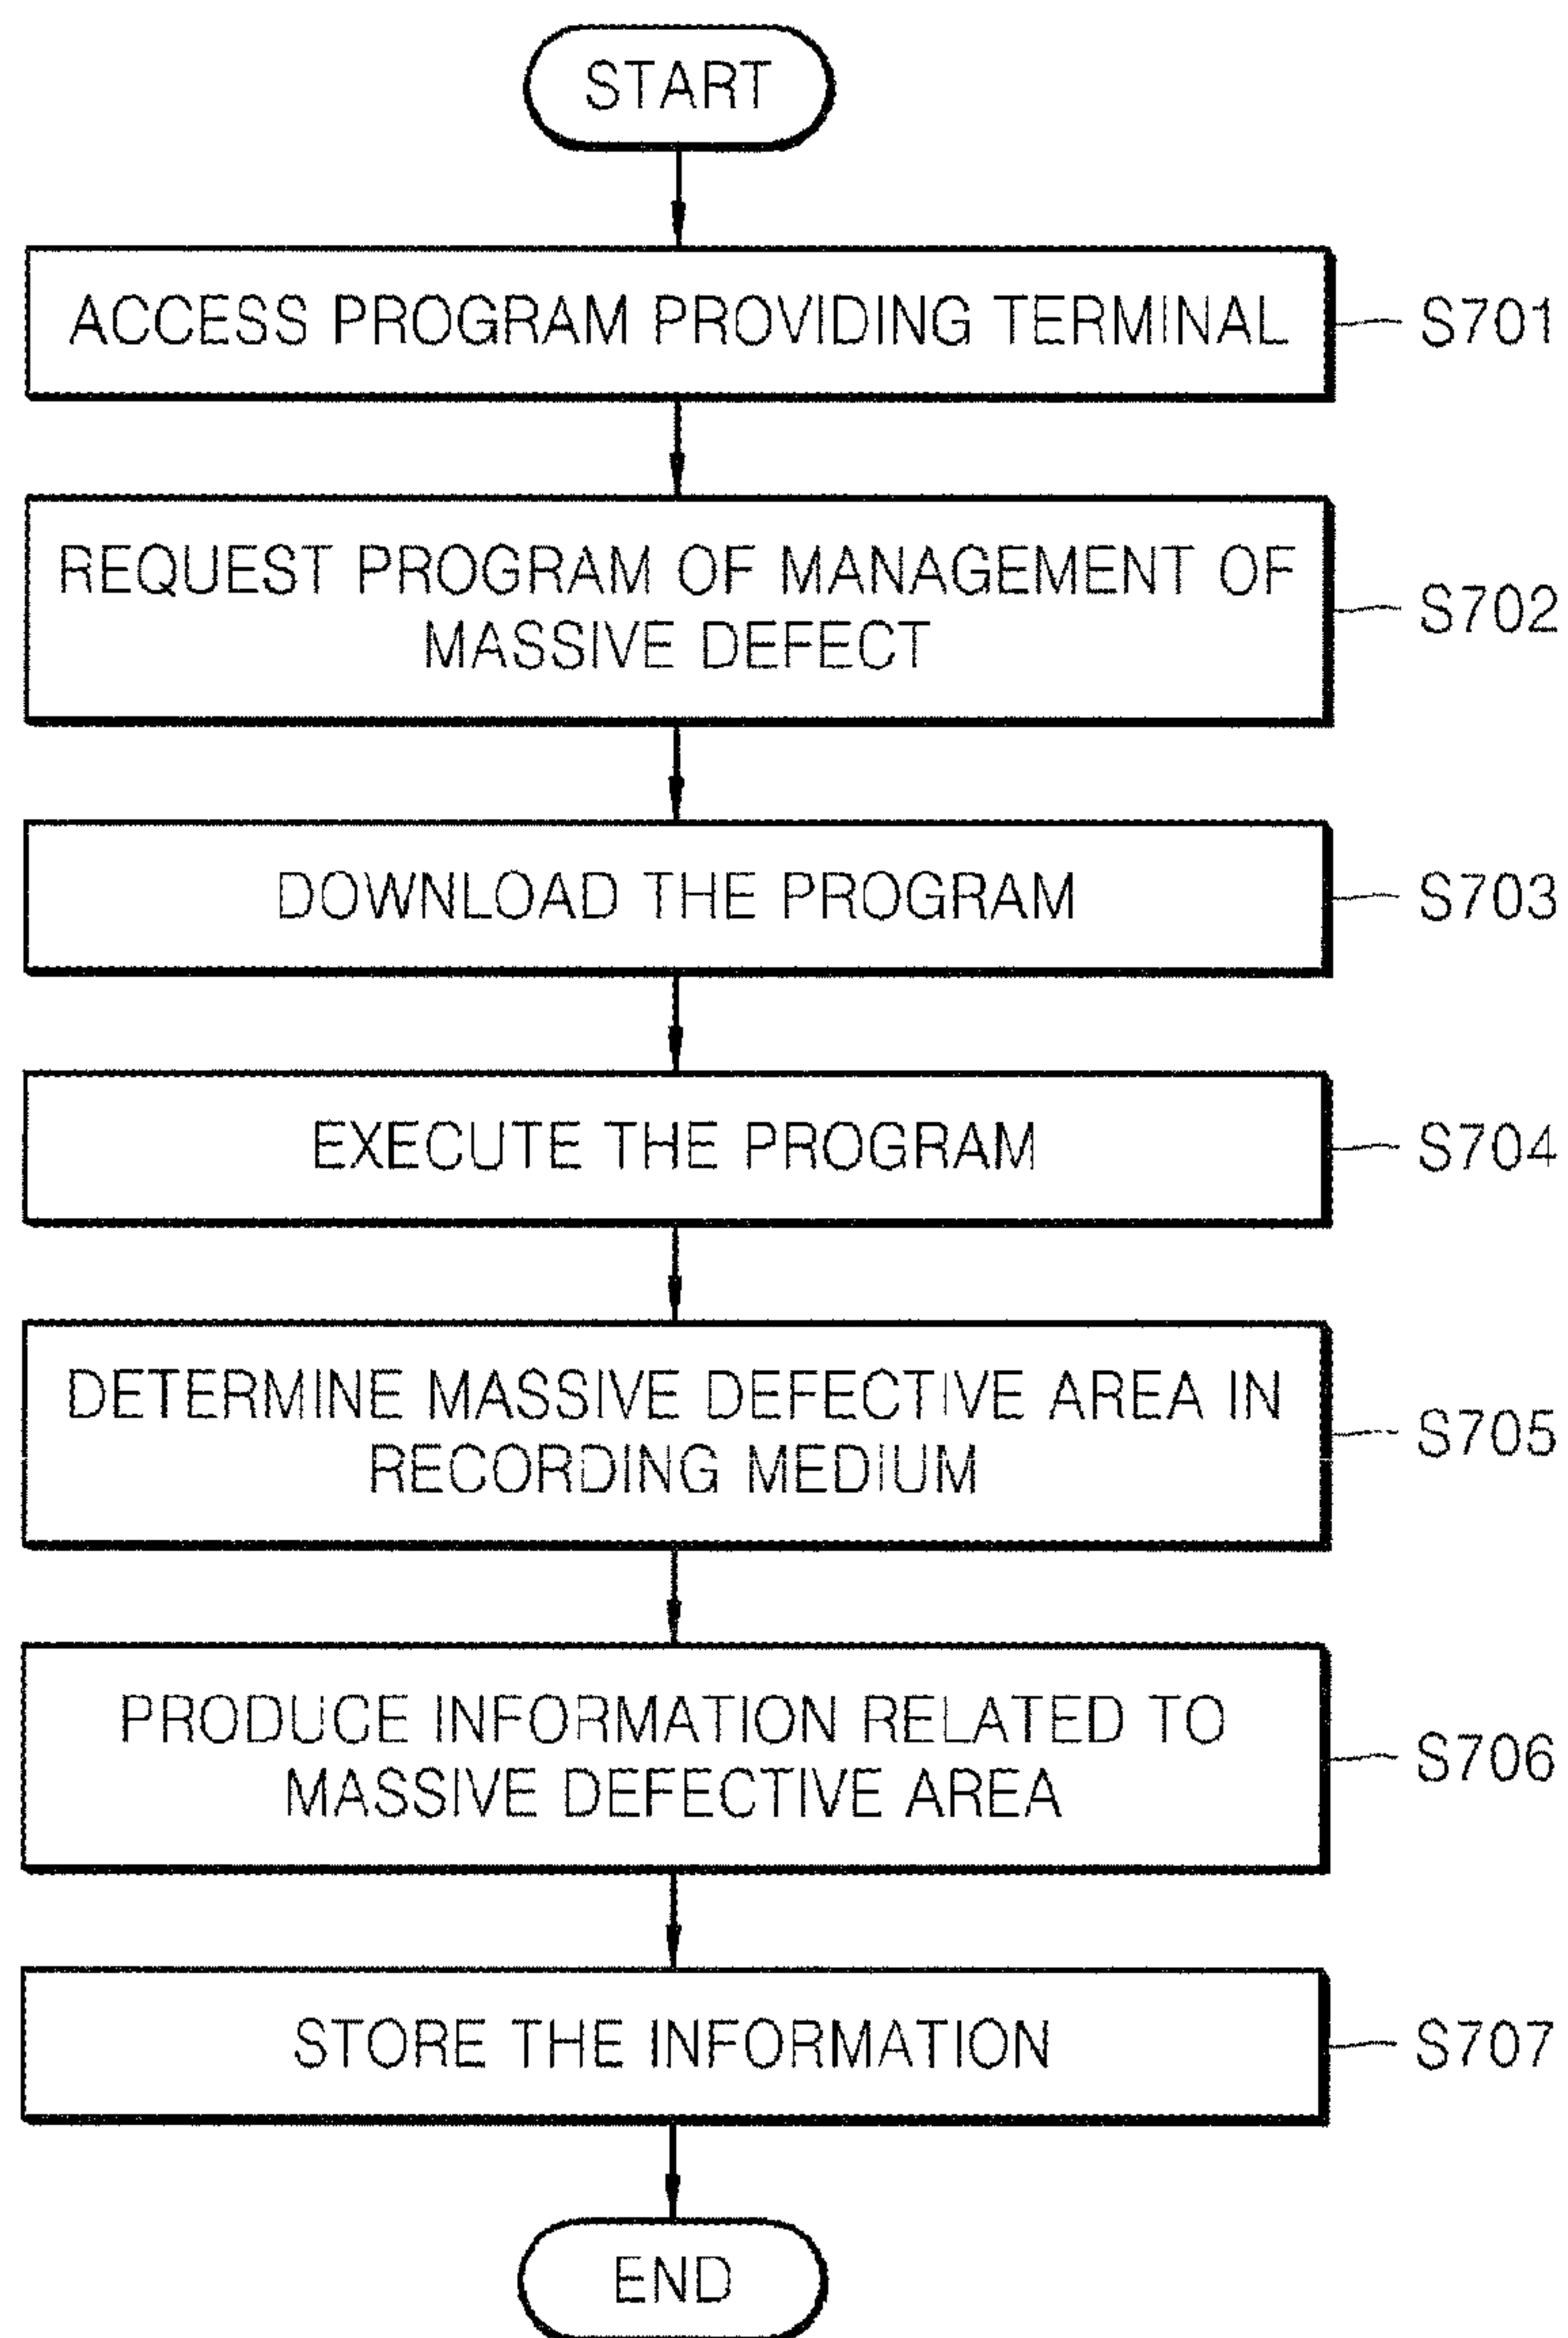 START
ACCESS PROGRAM PROVIDING TERMINAL
S701
REQUEST PROGRAM OF MANAGEMENT OF
MASSIVE DEFECT
S702
DOWNLOAD THE PROGRAM
S703
EXECUTE THE PROGRAM
S704
DETERMINE MASSIVE DEFECTIVE AREA IN
RECORDING MEDIUM
S705
PRODUCE INFORMATION RELATED TO
MASSIVE DEFECTIVE AREA
S706
STORE THE INFORMATION
S707
END